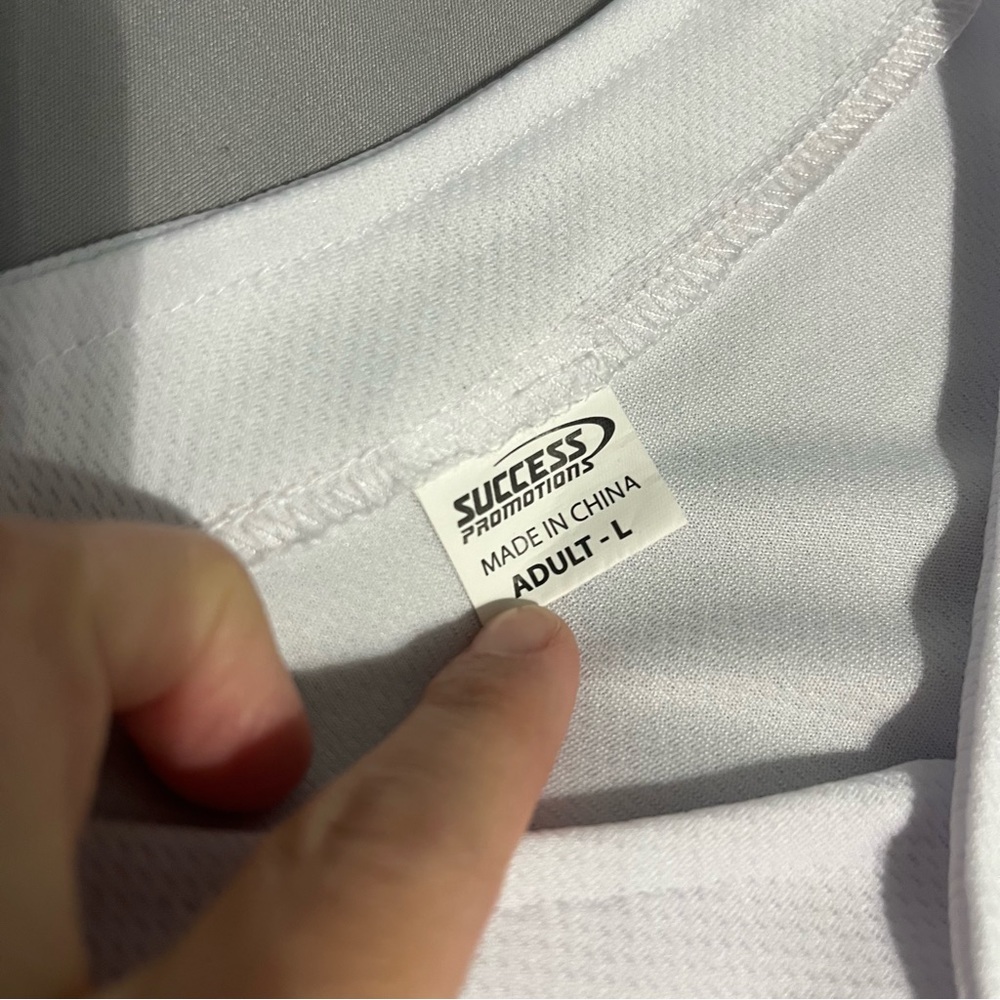 SUCCESS
PROMOTIONS
MADE IN CHINA
ADULT - L